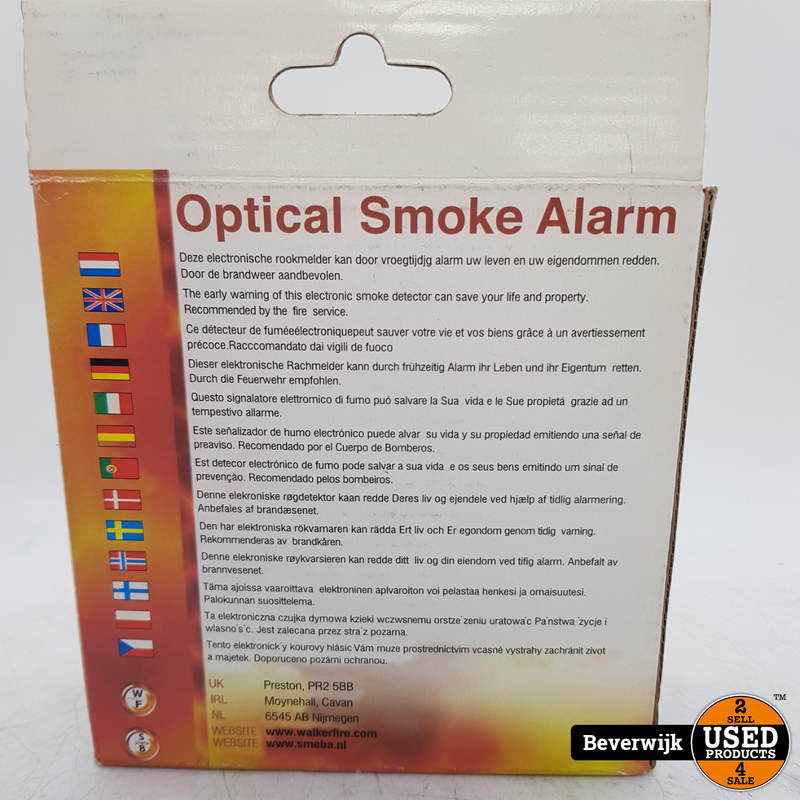 Optical Smoke Alarm
Deze electronische rookmelder kan door vroegtijdjg alarm uw leven en uw eigendommen redden.
Door de brandweer aandbevolen.
The early warning of this electronic smoke detector can save your life and property.
Recommended by the fire service.
Ce détecteur de fuméeélectroniquepeut sauver votre vie et vos biens grâce à un avertiessement
précoce.Racccomandato dai vigili de fuoco
Dieser elektronische Rachmelder kann durch frühzeitig Alarm ihr Leben und ihr Eigentum retten.
Durch die Feuerwehr empfohlen.
Questo signalatore elettromico di fumo puó salvare la Sua vida e le Sue propietá grazie ad un
tempestivo allarme.
Este señalizador de humo electrónico puede alvar su vida y su propiedad emitiendo una señal de
preaviso. Recomendado por el Cuerpo de Bomberos.
Est detecor electrónico de fumo pode salvar a sua vida e os seus bens emitindo um sinal de
prevenção. Recomendado pelos bombeiros.
Denne elekroniske røgdetektor kaan redde Deres liv og ejendele ved hjælp af tidlig alarmering.
Anbefales af brandæsenet.
Den har elektroniska rökvarnaren kan rädda Ert liv och Er egondom genom tidig varning.
Rekommenderas av brandkåren.
Denne elekroniske røykvarsieren kan redde ditt liv og din eiendom ved tifig alarm. Anbefalt av
brannvesenet.
Täma ajoissa vaaroittava elektroninen aplvaroiton voi pelastaa henkesi ja omaisuutesi.
Palokunnan suosittelema.
Ta elektroniczna czujka dymowa kzieki wczwsnemu orstze´zeniu uratowa´c Pa´nstwa ´zycje i
wlasno´s´c. Jest zalecana przez stra´z pozarna.
Tento elektronick´y kourovy hlásic Vám muze prostrednictvim vcasné vystrahy zachránit zivot
a majetek. Doporuceno pozární ochranou.
UK Preston, PR2 5BB
IRL Moynehall, Cavan
NL 6545 AB Nijmegen
WEBSITE www.walkerfire.com
WEBSITE www.smeba.nl
W
F
S
B
Beverwijk
2
SELL
USED
PRODUCTS
4
SALE
TM